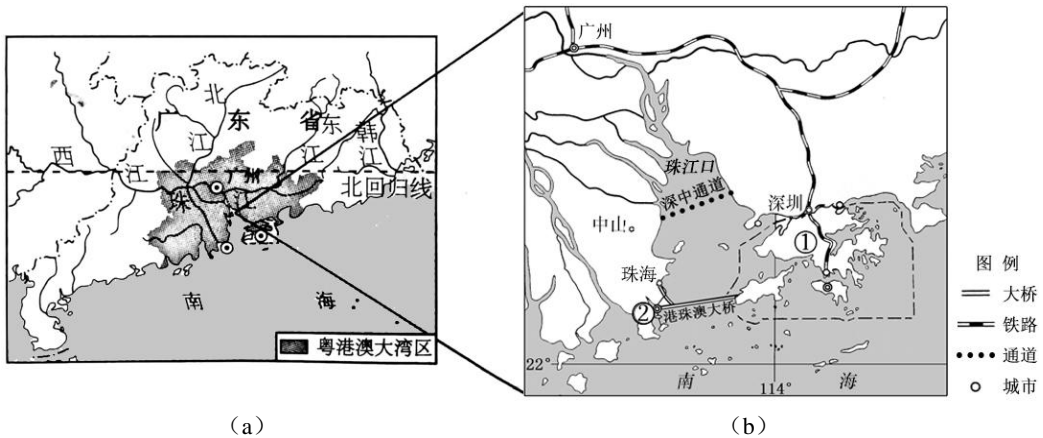 北
广东省
东
韩
西
江
江
江
江
广州
北回归线
珠江
南海
粤港澳大湾区
(a)
广州
珠江口
深中通道
深圳
中山
①
珠海
②
港珠澳大桥
22°
南海
114°
图例
大桥
铁路
通道
城市
(b)